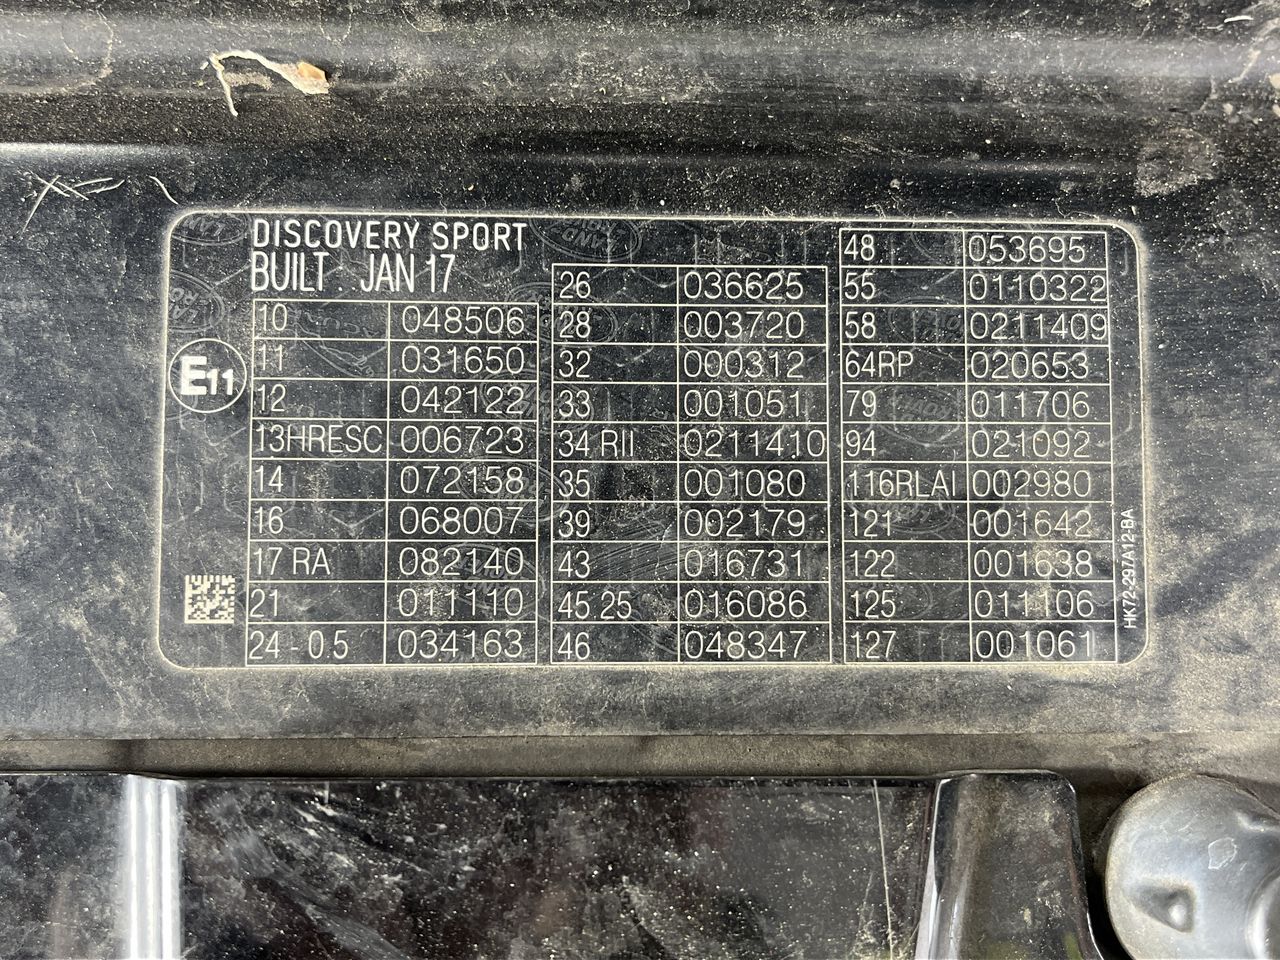 DISCOVERY SPORT
BUILT . JAN 17
E11
10 048506
11 031650
12 042122
13HRESC 006723
14 072158
16 068007
17 RA 082140
21 011110
24 - 0.5 034163
26 036625
28 003720
32 000312
33 001051
34 RII 0211410
35 001080
39 002179
43 016731
45.25 016086
46 048347
48 053695
55 0110322
58 0211409
64RP 020653
79 011706
94 021092
116RLAI 002980
121 001642
122 001638
125 011106
127 001061
HK72-297A12-BA